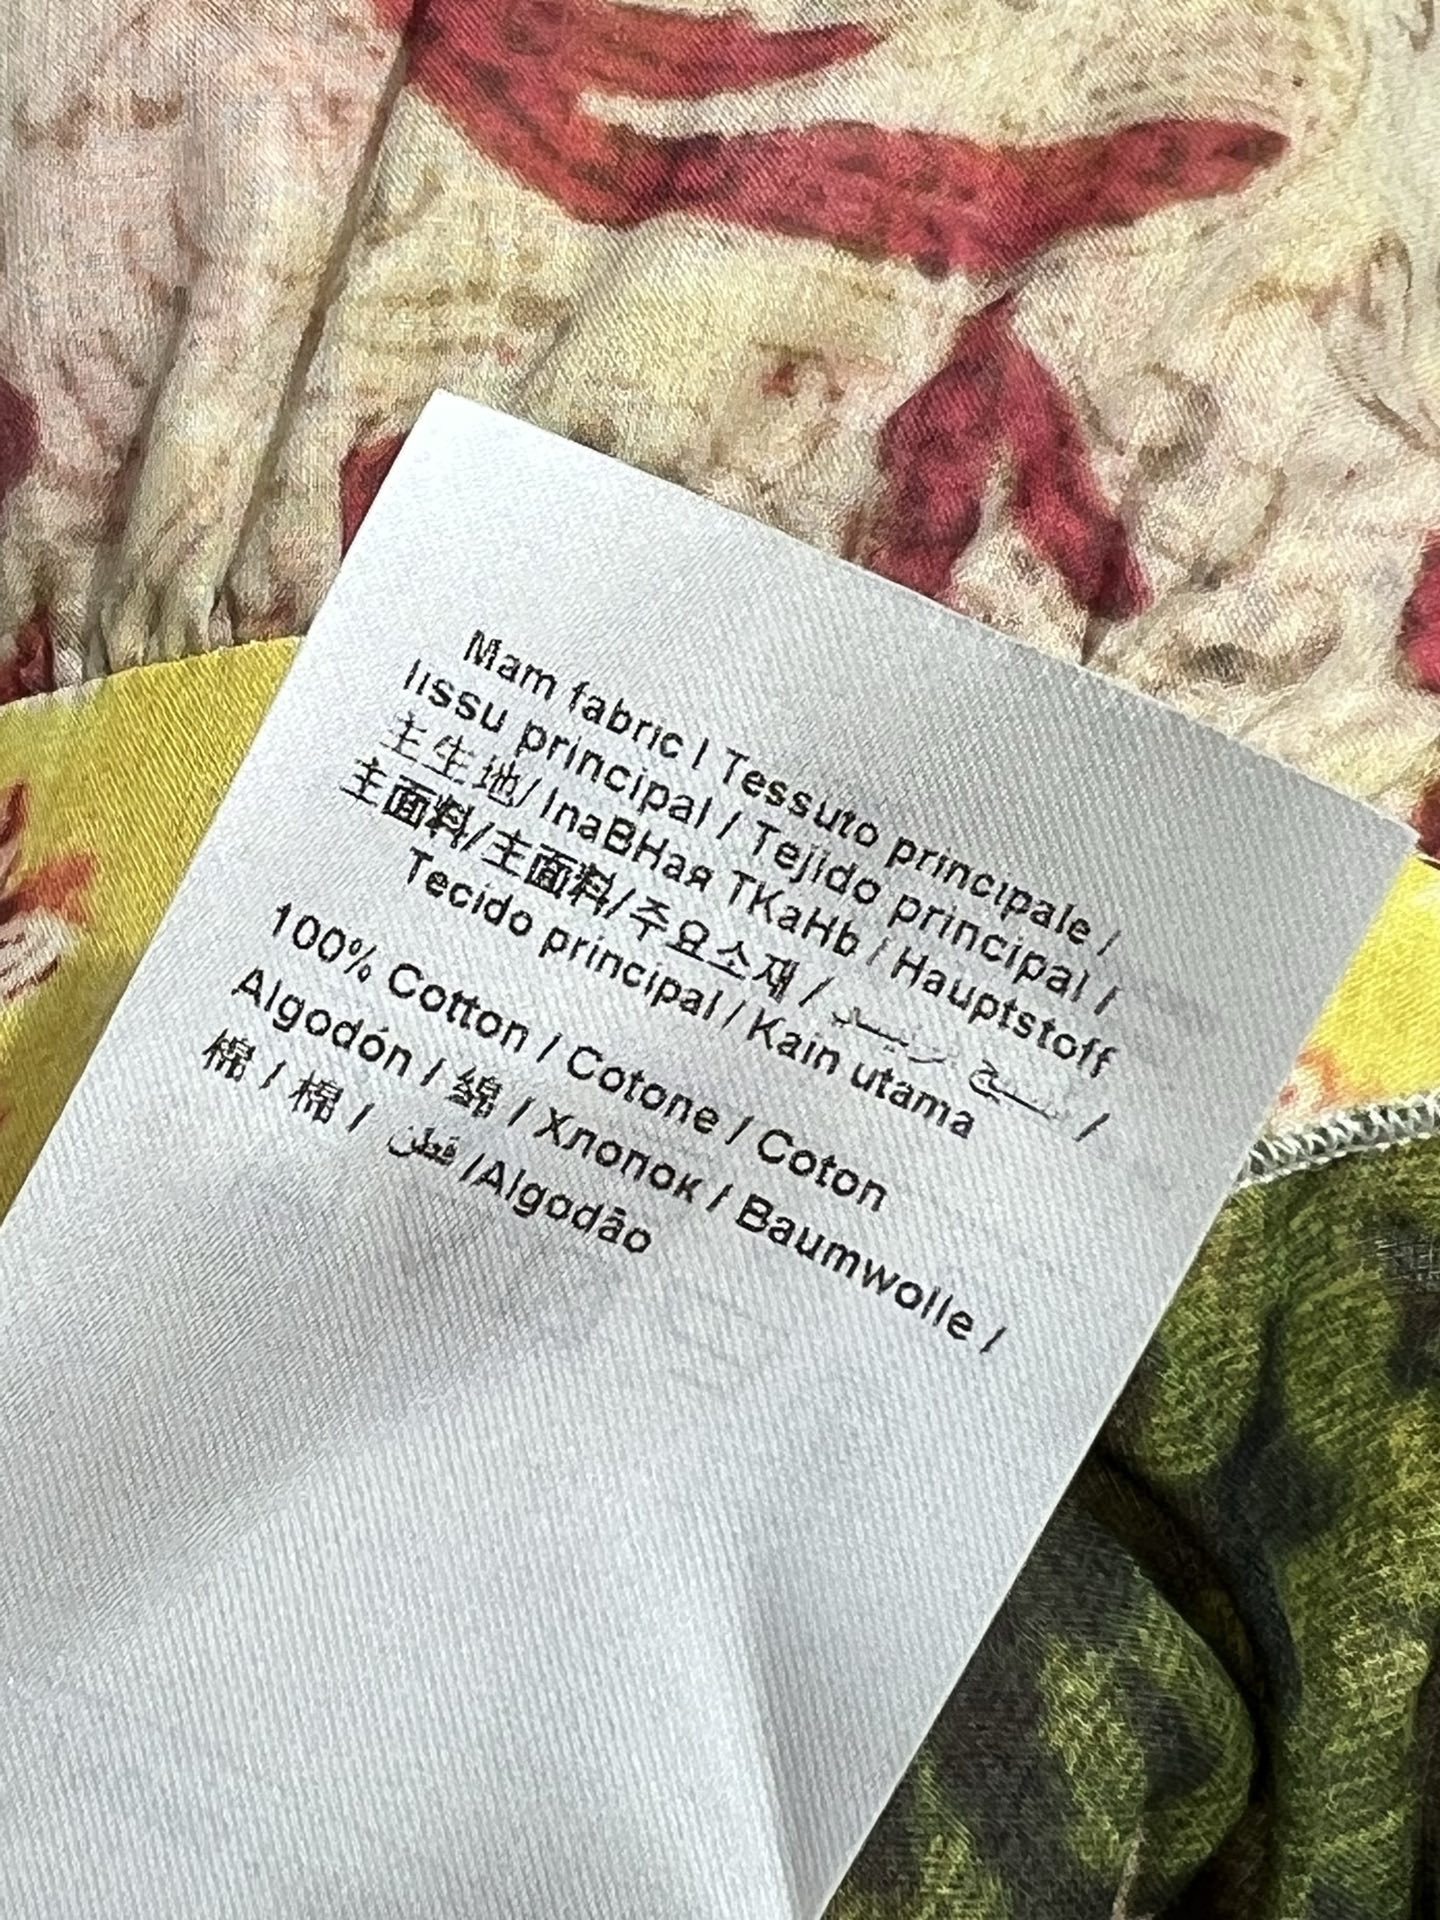 Mam fabric / Tessuto principale /
Iissu principal / Tejido principal /
主生地/ InaBHaя TKaHb / Hauptstoff
主面料/主面料/주요소재 / /
Tecido principal / Kain utama
100% Cotton / Cotone / Coton
Algodón / 綿 / Хлопок / Baumwolle /
棉 / 棉 / قطن /Algodão